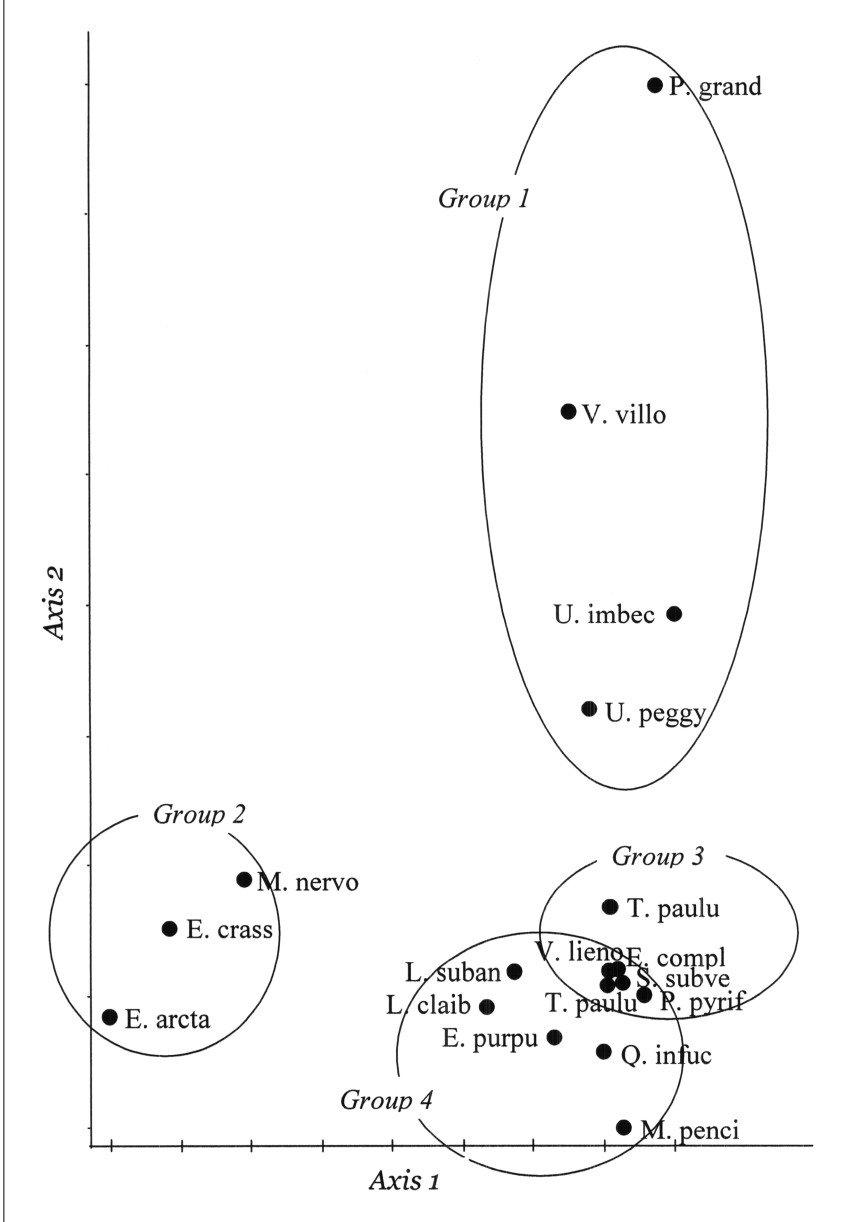 P. grand
Group 1
V. villo
U. imbec
U. peggy
Axis 2
Group 2
M. nervo
E. crass
E. arcta
Group 3
T. paulu
V. lieno
E. compl
L. suban
S. subve
L. claib
T. paulu
P. pyrif
E. purpu
Q. infuc
Group 4
M. penci
Axis 1